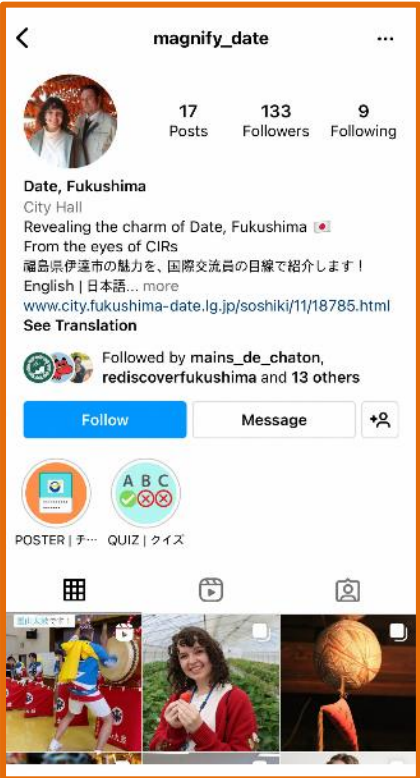 magnify_date
17 133 9
Posts Followers Following
Date, Fukushima
City Hall
Revealing the charm of Date, Fukushima 🇯🇵
From the eyes of CIRs
福島県伊達市の魅力を、国際交流員の目線で紹介します！
English | 日本語... more
www.city.fukushima-date.lg.jp/soshiki/11/18785.html
See Translation
Followed by mains_de_chaton,
rediscoverfukushima and 13 others
Follow Message
A B C
POSTER | チ… QUIZ | クイズ